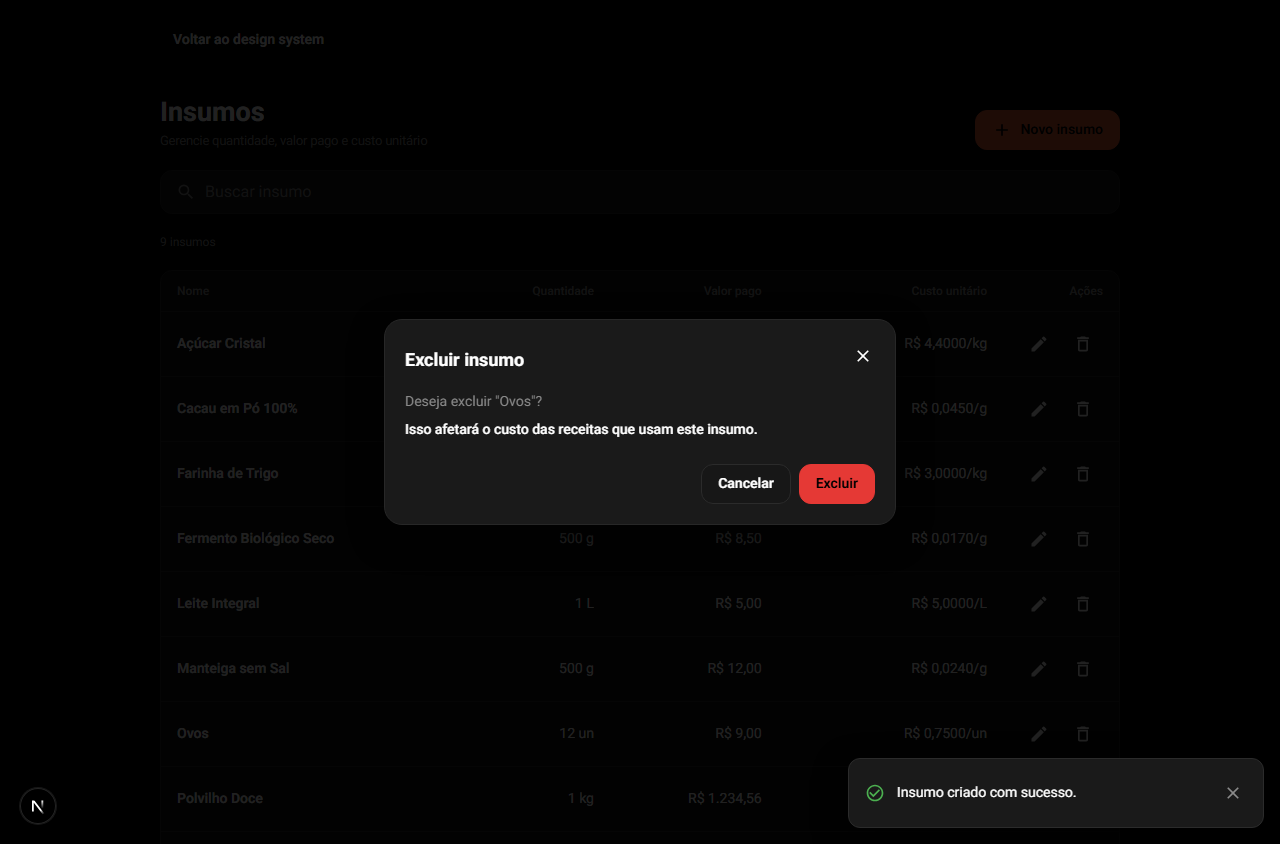 Voltar ao design system
Insumos
Gerencie quantidade, valor pago e custo unitário
Novo insumo
Buscar insumo
9 insumos
Nome Quantidade Valor pago Custo unitário Ações
Açúcar Cristal R$ 4,4000/kg
Cacau em Pó 100% R$ 0,0450/g
Farinha de Trigo R$ 3,0000/kg
Excluir insumo
Deseja excluir "Ovos"?
Isso afetará o custo das receitas que usam este insumo.
Cancelar Excluir
Fermento Biológico Seco 500 g R$ 8,50 R$ 0,0170/g
Leite Integral 1 L R$ 5,00 R$ 5,0000/L
Manteiga sem Sal 500 g R$ 12,00 R$ 0,0240/g
Ovos 12 un R$ 9,00 R$ 0,7500/un
Polvilho Doce 1 kg R$ 1.234,56
Insumo criado com sucesso.
N